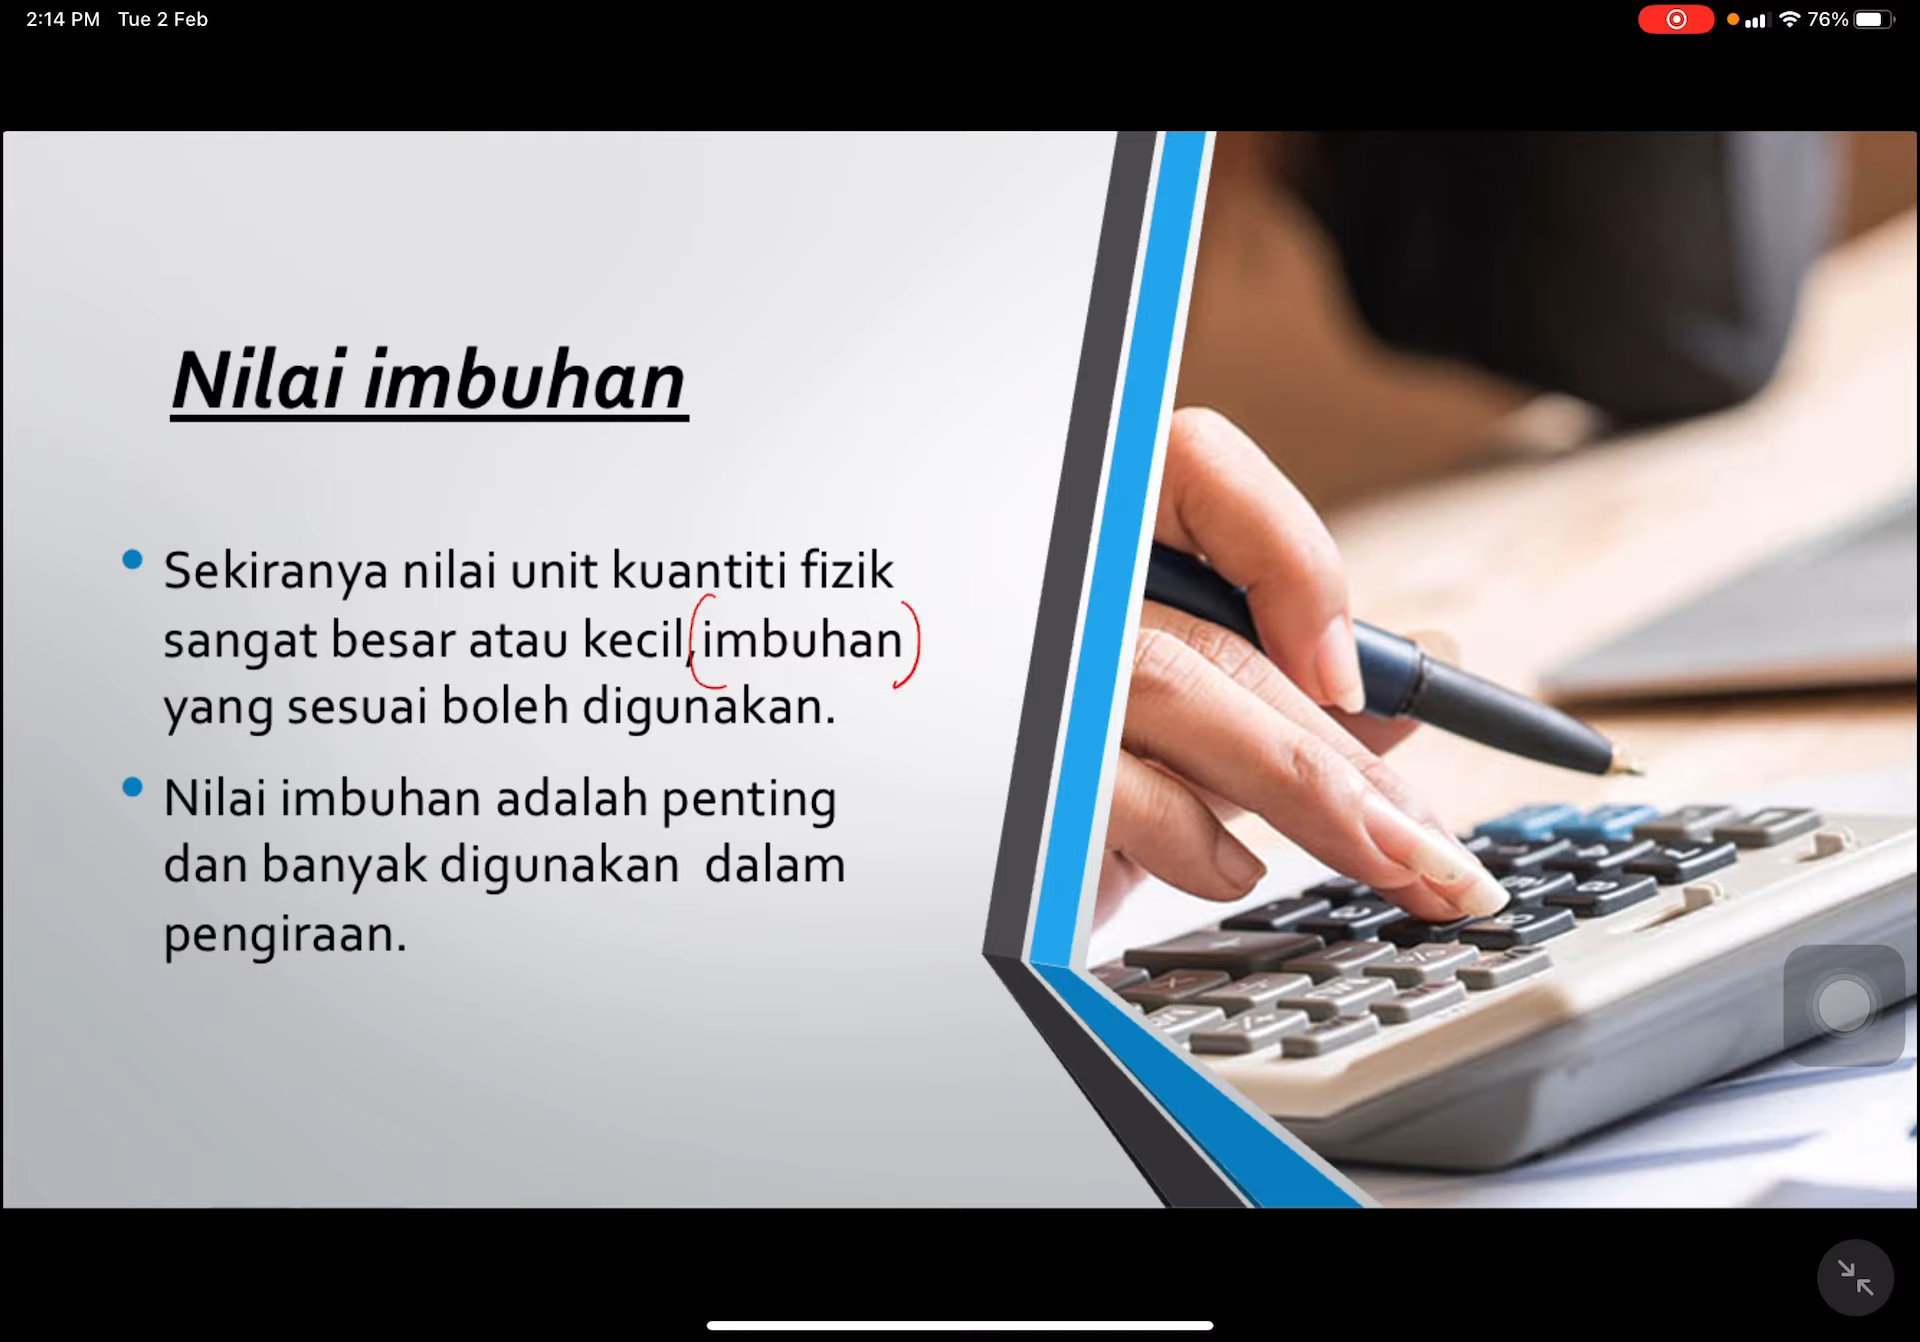 2:14 PM Tue 2 Feb
76%
Nilai imbuhan
Sekiranya nilai unit kuantiti fizik
sangat besar atau kecil, imbuhan
yang sesuai boleh digunakan.
Nilai imbuhan adalah penting
dan banyak digunakan dalam
pengiraan.